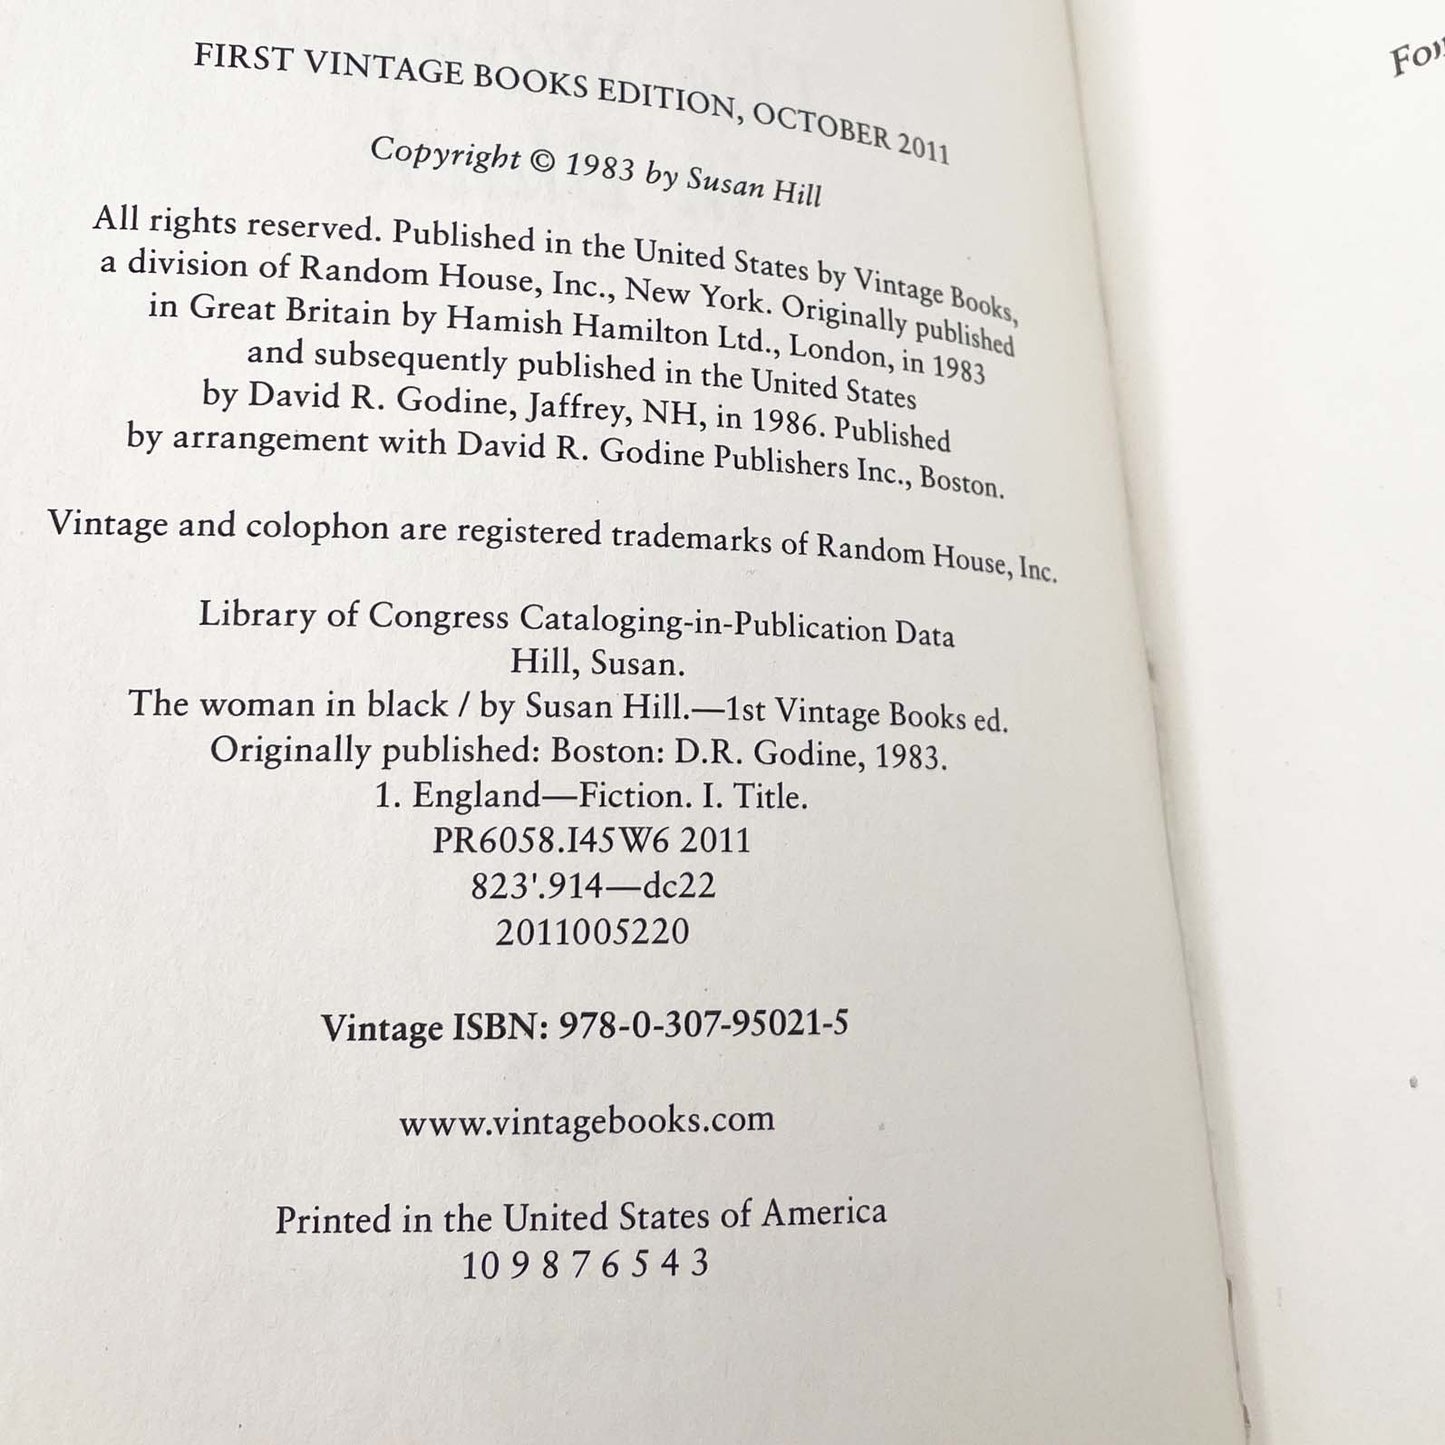 FIRST VINTAGE BOOKS EDITION, OCTOBER 2011
Copyright © 1983 by Susan Hill
All rights reserved. Published in the United States by Vintage Books,
a division of Random House, Inc., New York. Originally published
in Great Britain by Hamish Hamilton Ltd., London, in 1983
and subsequently published in the United States
by David R. Godine, Jaffrey, NH, in 1986. Published
by arrangement with David R. Godine Publishers Inc., Boston.
Vintage and colophon are registered trademarks of Random House, Inc.
Library of Congress Cataloging-in-Publication Data
Hill, Susan.
The woman in black / by Susan Hill.—1st Vintage Books ed.
Originally published: Boston: D.R. Godine, 1983.
1. England—Fiction. I. Title.
PR6058.I45W6 2011
823'.914—dc22
2011005220
Vintage ISBN: 978-0-307-95021-5
www.vintagebooks.com
Printed in the United States of America
10 9 8 7 6 5 4 3